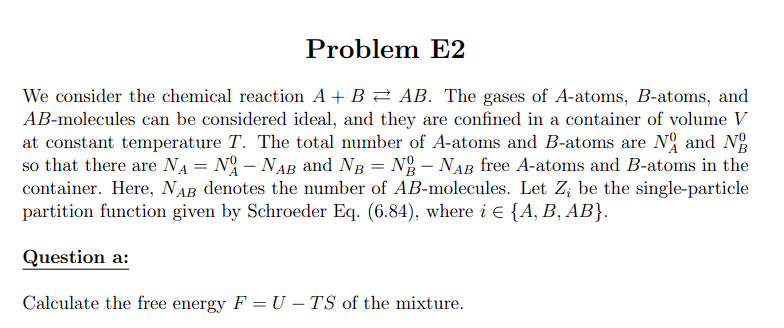 Problem E2
We consider the chemical reaction A + B ⇄ AB. The gases of A-atoms, B-atoms, and
AB-molecules can be considered ideal, and they are confined in a container of volume V
at constant temperature T. The total number of A-atoms and B-atoms are N_A^0 and N_B^0
so that there are N_A = N_A^0 − N_{AB} and N_B = N_B^0 − N_{AB} free A-atoms and B-atoms in the
container. Here, N_{AB} denotes the number of AB-molecules. Let Z_i be the single-particle
partition function given by Schroeder Eq. (6.84), where i ∈ {A, B, AB}.
Question a:
Calculate the free energy F = U − TS of the mixture.